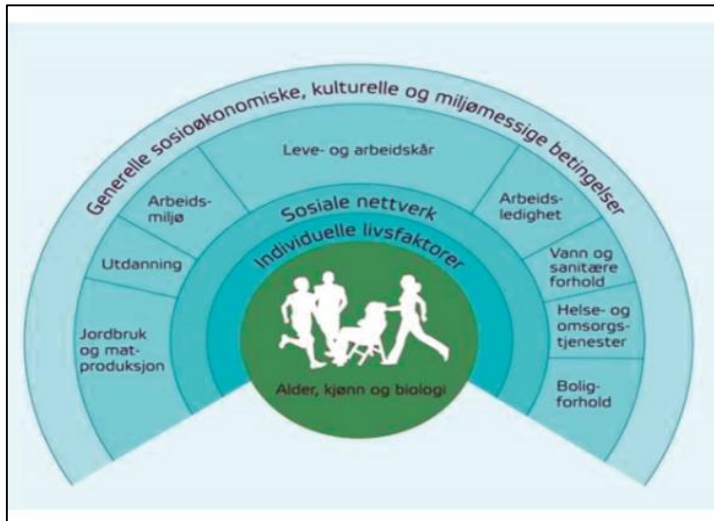 Generelle sosioøkonomiske, kulturelle og miljømessige betingelser
Leve- og arbeidskår
Arbeids-
miljø
Utdanning
Jordbruk
og mat-
produksjon
Arbeids-
ledighet
Vann og
sanitære
forhold
Helse- og
omsorgs-
tjenester
Bolig-
forhold
Sosiale nettverk
Individuelle livsfaktorer
Alder, kjønn og biologi